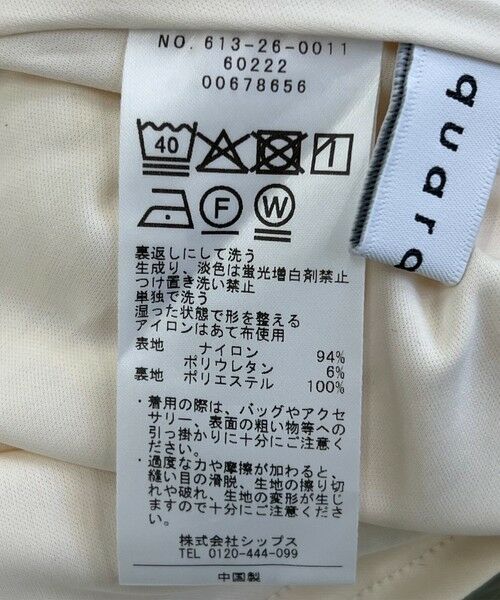 NO. 613-26-0011
60222
00678656
40
F
W
裏返しにして洗う
生成り、淡色は蛍光増白剤禁止
つけ置き洗い禁止
単独で洗う
湿った状態で形を整える
アイロンはあて布使用
表地 ナイロン 94%
ポリウレタン 6%
裏地 ポリエステル 100%
・着用の際は、バッグやアクセ
サリー、表面の粗い物等への
引っ掛かりに十分にご注意く
ださい。
・過度な力や摩擦が加わると、
縫い目の滑脱、生地の擦り切
れや破れ、生地の変形が生じ
ますので十分にご注意くださ
い。
株式会社シップス
TEL 0120-444-099
中国製
quaro